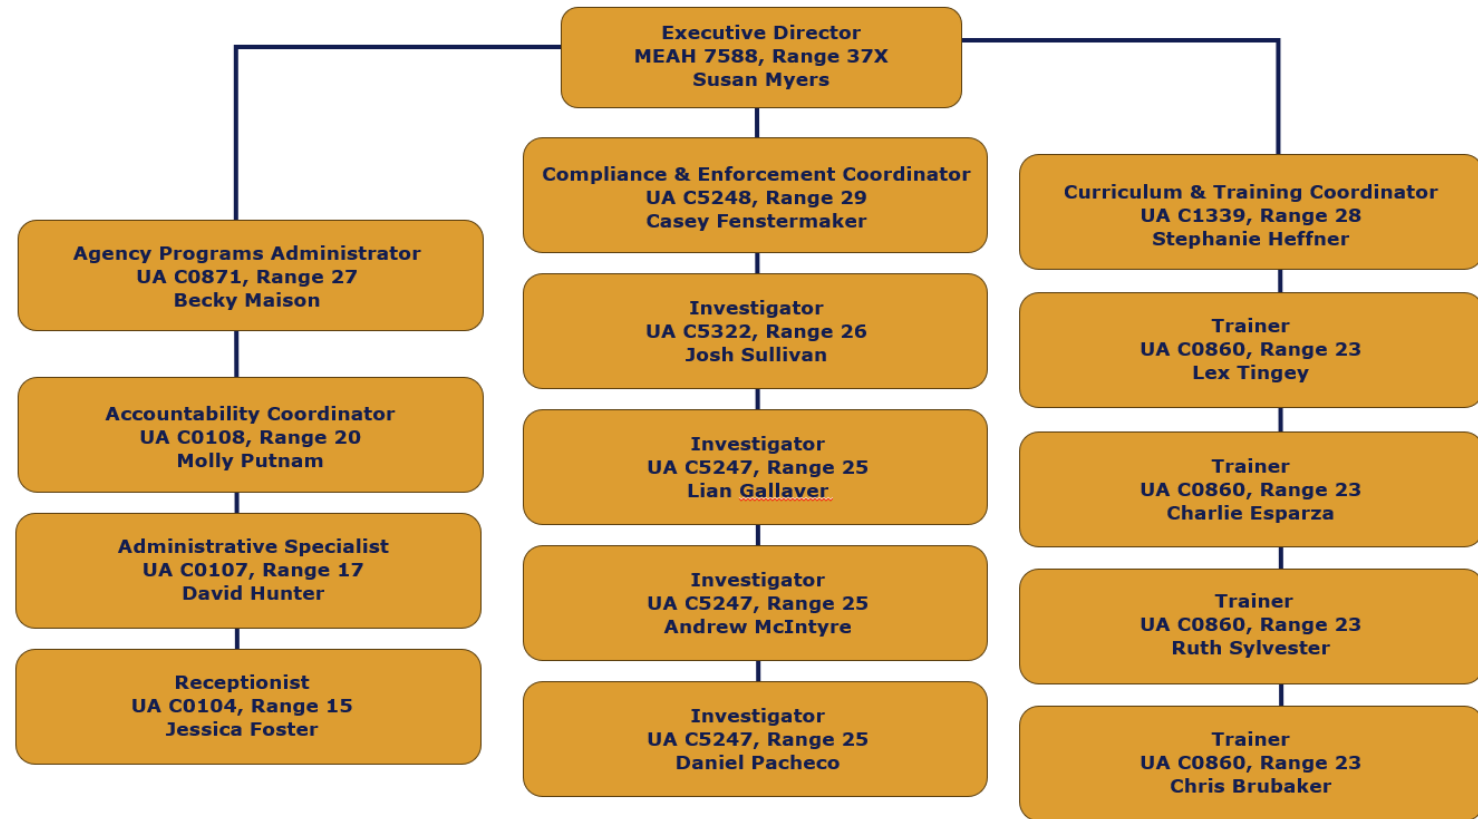 Executive Director
MEAH 7588, Range 37X
Susan Myers
Agency Programs Administrator
UA C0871, Range 27
Becky Maison
Accountability Coordinator
UA C0108, Range 20
Molly Putnam
Administrative Specialist
UA C0107, Range 17
David Hunter
Receptionist
UA C0104, Range 15
Jessica Foster
Compliance & Enforcement Coordinator
UA C5248, Range 29
Casey Fenstermaker
Investigator
UA C5322, Range 26
Josh Sullivan
Investigator
UA C5247, Range 25
Lian Gallaver
Investigator
UA C5247, Range 25
Andrew McIntyre
Investigator
UA C5247, Range 25
Daniel Pacheco
Curriculum & Training Coordinator
UA C1339, Range 28
Stephanie Heffner
Trainer
UA C0860, Range 23
Lex Tingey
Trainer
UA C0860, Range 23
Charlie Esparza
Trainer
UA C0860, Range 23
Ruth Sylvester
Trainer
UA C0860, Range 23
Chris Brubaker